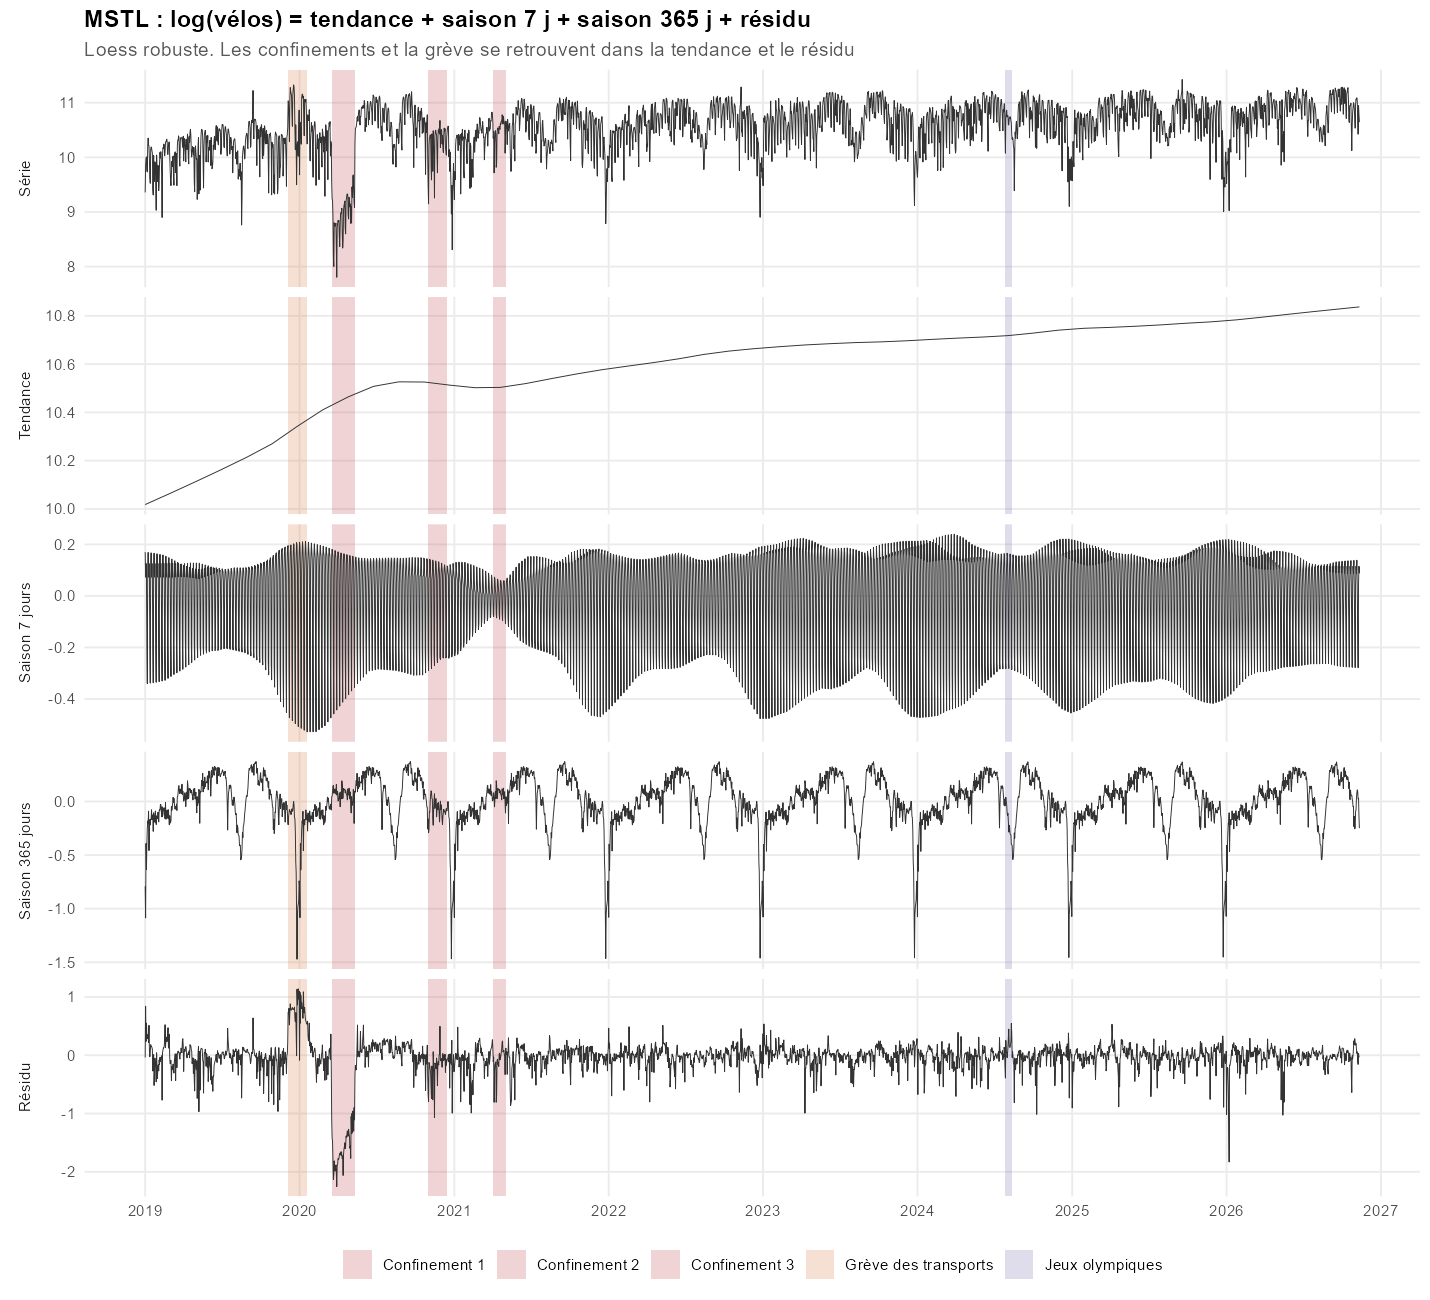 MSTL : log(vélos) = tendance + saison 7 j + saison 365 j + résidu
Loess robuste. Les confinements et la grève se retrouvent dans la tendance et le résidu
Série
11
10
9
8
Tendance
10.8
10.6
10.4
10.2
10.0
Saison 7 jours
0.2
0.0
-0.2
-0.4
Saison 365 jours
0.0
-0.5
-1.0
-1.5
Résidu
1
0
-1
-2
2019 2020 2021 2022 2023 2024 2025 2026 2027
Confinement 1 Confinement 2 Confinement 3 Grève des transports Jeux olympiques